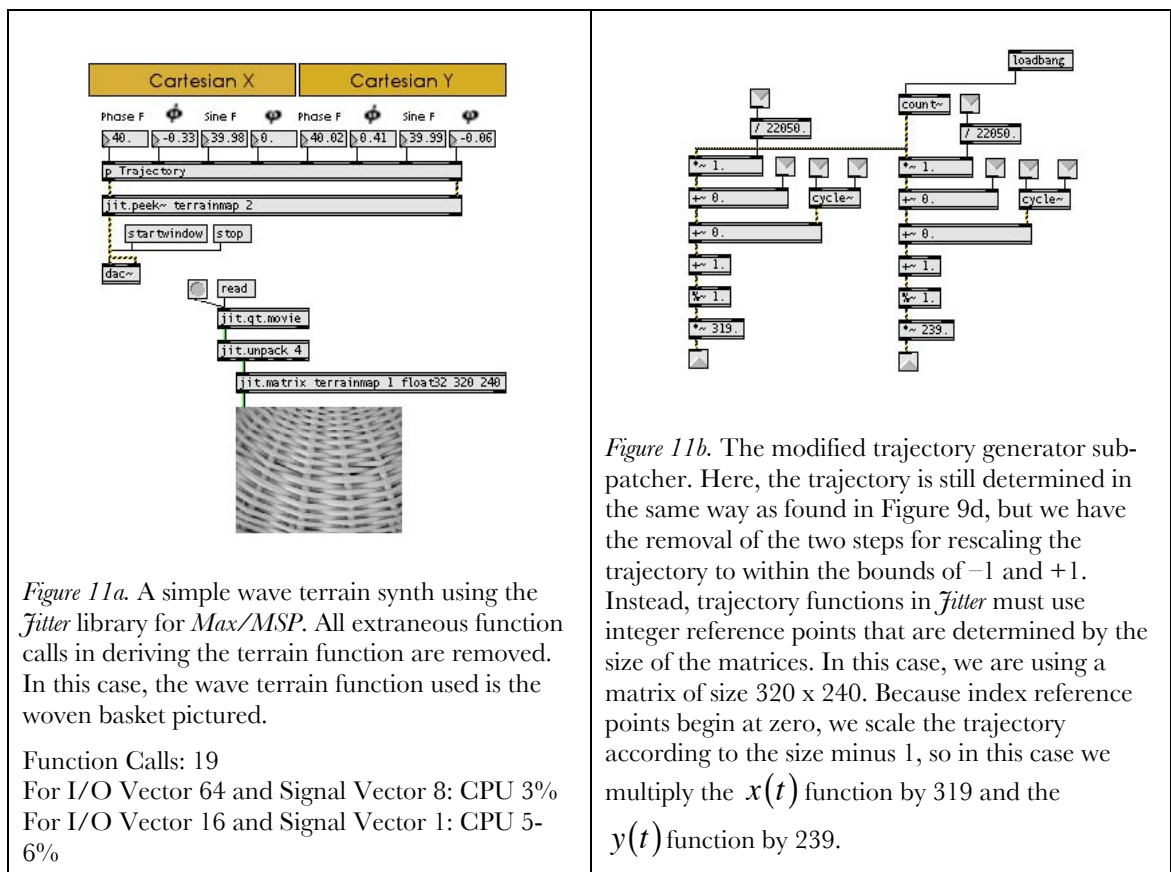 Cartesian X Cartesian Y
Phase F ϕ Sine F φ Phase F ϕ Sine F φ
40. -0.33 39.98 0. 40.02 0.41 39.99 -0.06
p Trajectory
jit.peek~ terrainmap 2
startwindow stop
dac~
read
jit.qt.movie
jit.unpack 4
jit.matrix terrainmap 1 float32 320 240
Figure 11a. A simple wave terrain synth using the
Jitter library for Max/MSP. All extraneous function
calls in deriving the terrain function are removed.
In this case, the wave terrain function used is the
woven basket pictured.
Function Calls: 19
For I/O Vector 64 and Signal Vector 8: CPU 3%
For I/O Vector 16 and Signal Vector 1: CPU 5-
6%
loadbang
count~
/ 22050. / 22050.
*~ 1. *~ 1.
+~ 0. cycle~ +~ 0. cycle~
+~ 0. +~ 0.
+~ 1. +~ 1.
%~ 1. %~ 1.
*~ 319. *~ 239.
Figure 11b. The modified trajectory generator sub-
patcher. Here, the trajectory is still determined in
the same way as found in Figure 9d, but we have
the removal of the two steps for rescaling the
trajectory to within the bounds of –1 and +1.
Instead, trajectory functions in Jitter must use
integer reference points that are determined by the
size of the matrices. In this case, we are using a
matrix of size 320 x 240. Because index reference
points begin at zero, we scale the trajectory
according to the size minus 1, so in this case we
multiply the x(t) function by 319 and the
y(t) function by 239.